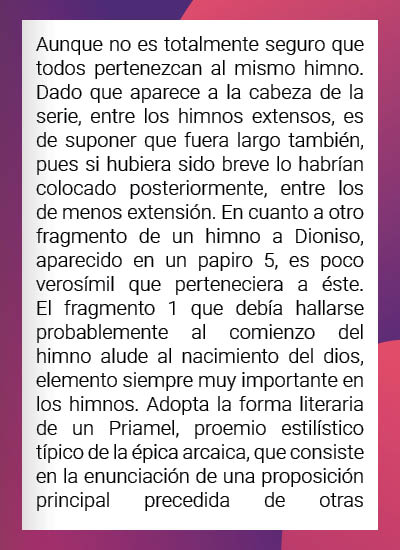 Aunque no es totalmente seguro que
todos pertenezcan al mismo himno.
Dado que aparece a la cabeza de la
serie, entre los himnos extensos, es
de suponer que fuera largo también,
pues si hubiera sido breve lo habrían
colocado posteriormente, entre los
de menos extensión. En cuanto a otro
fragmento de un himno a Dioniso,
aparecido en un papiro 5, es poco
verosímil que perteneciera a éste.
El fragmento 1 que debía hallarse
probablemente al comienzo del
himno alude al nacimiento del dios,
elemento siempre muy importante en
los himnos. Adopta la forma literaria
de un Priamel, proemio estilístico
típico de la épica arcaica, que consiste
en la enunciación de una proposición
principal precedida de otras